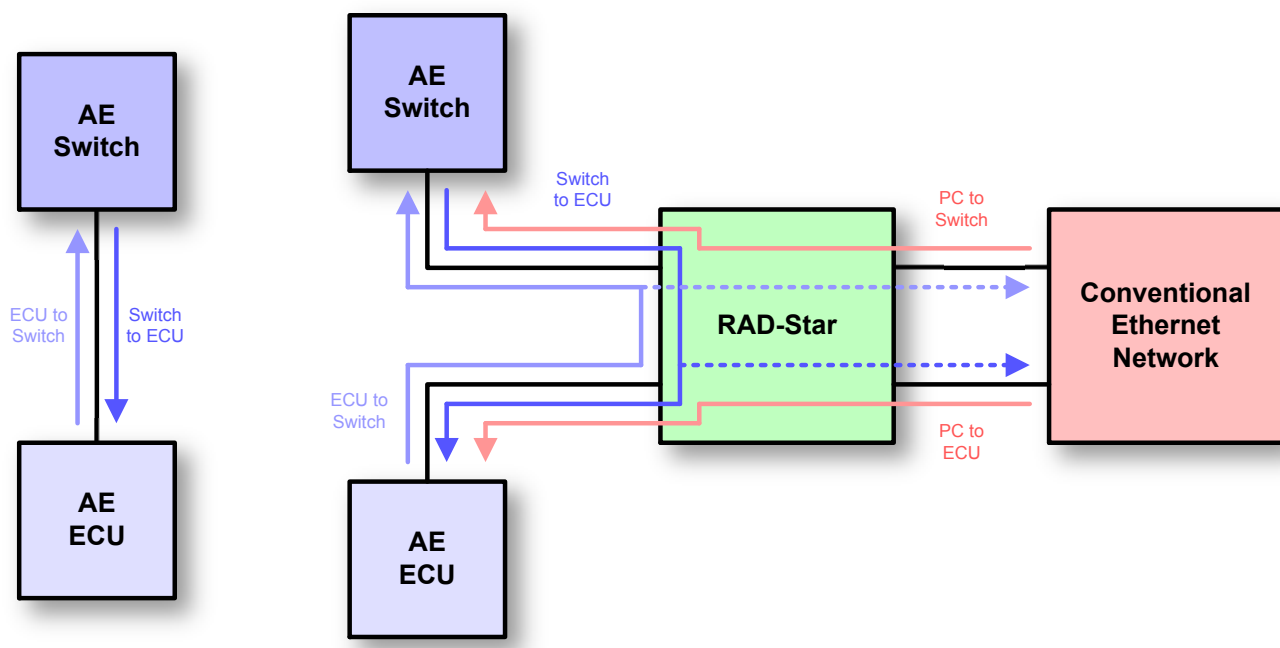 AE
Switch
ECU to
Switch
Switch
to ECU
AE
ECU
AE
Switch
Switch
to ECU
PC to
Switch
RAD-Star
Conventional
Ethernet
Network
ECU to
Switch
PC to
ECU
AE
ECU